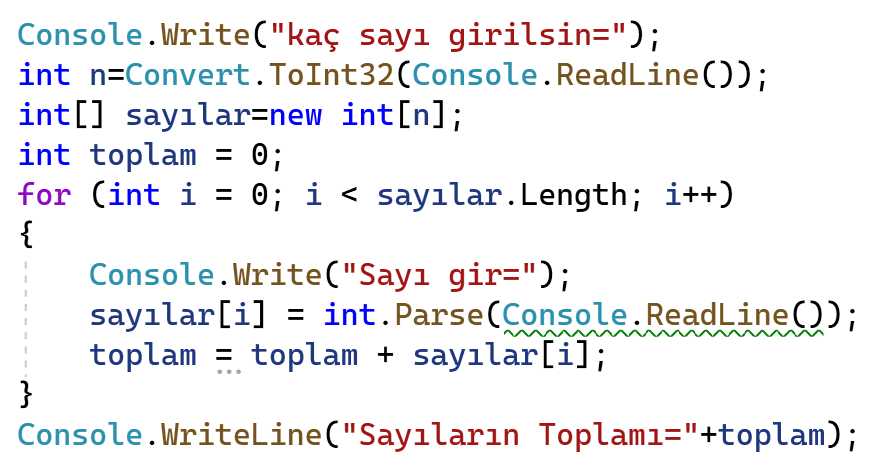 Console.Write("kaç sayı girilsin=");
int n=Convert.ToInt32(Console.ReadLine());
int[] sayılar=new int[n];
int toplam = 0;
for (int i = 0; i < sayılar.Length; i++)
{
    Console.Write("Sayı gir=");
    sayılar[i] = int.Parse(Console.ReadLine());
    toplam = toplam + sayılar[i];
}
Console.WriteLine("Sayıların Toplamı="+toplam);